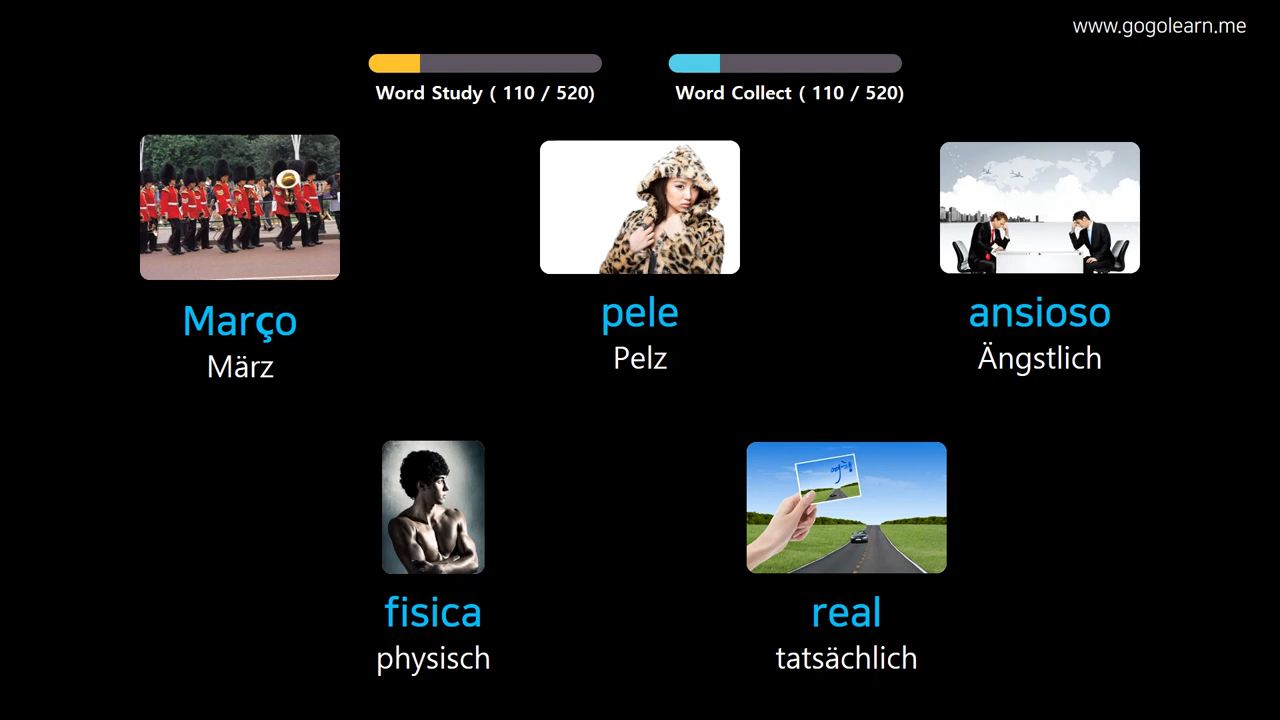 www.gogolearn.me
Word Study ( 110 / 520)
Word Collect ( 110 / 520)
Março
März
pele
Pelz
ansioso
Ängstlich
fisica
physisch
real
tatsächlich